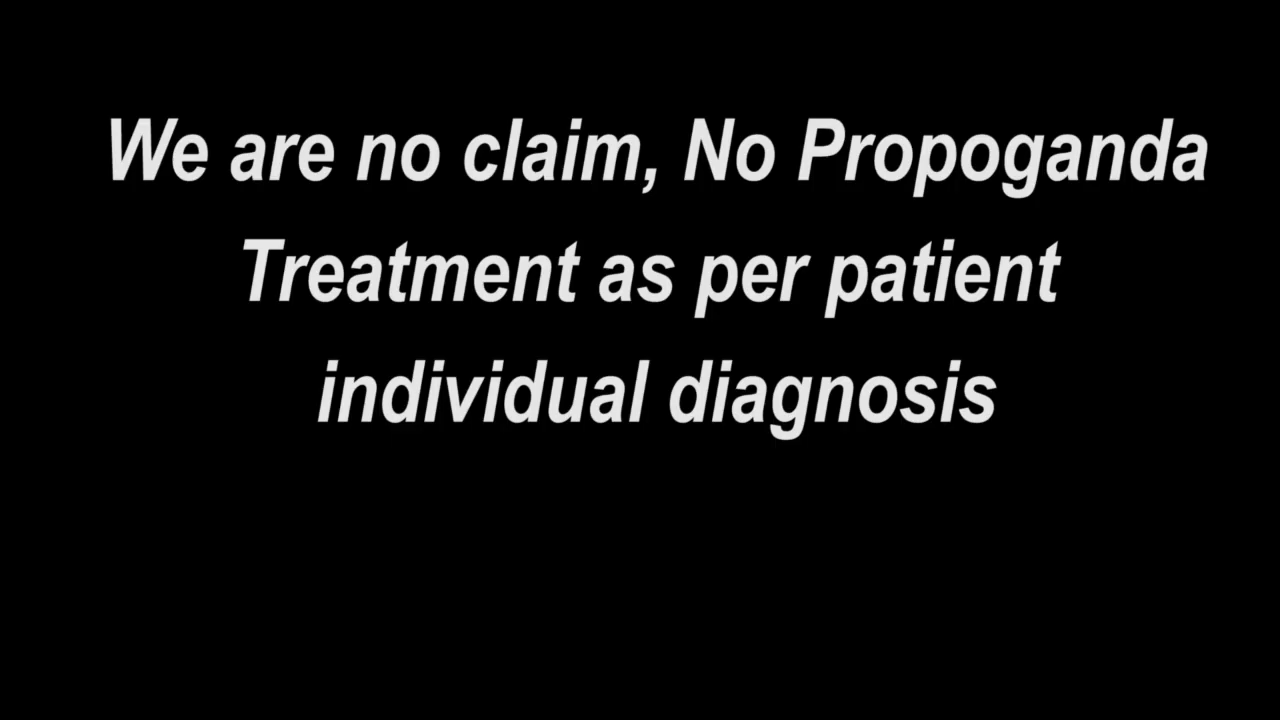 We are no claim, No Propoganda
Treatment as per patient
individual diagnosis